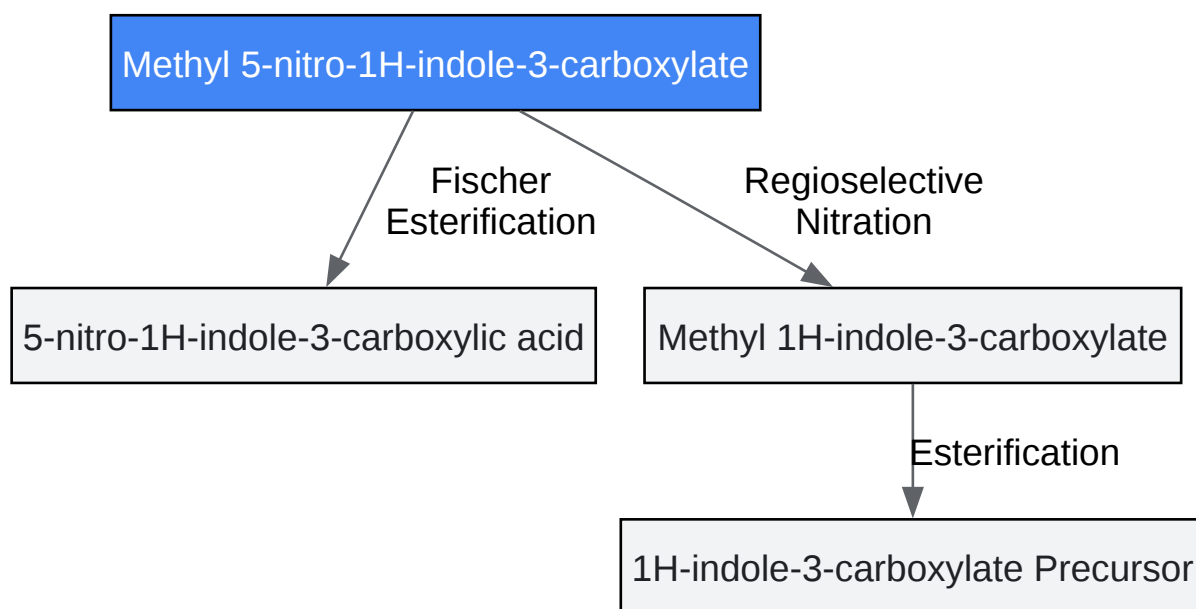 Methyl 5-nitro-1H-indole-3-carboxylate
Fischer
Esterification
Regioselective
Nitration
5-nitro-1H-indole-3-carboxylic acid
Methyl 1H-indole-3-carboxylate
Esterification
1H-indole-3-carboxylate Precursor